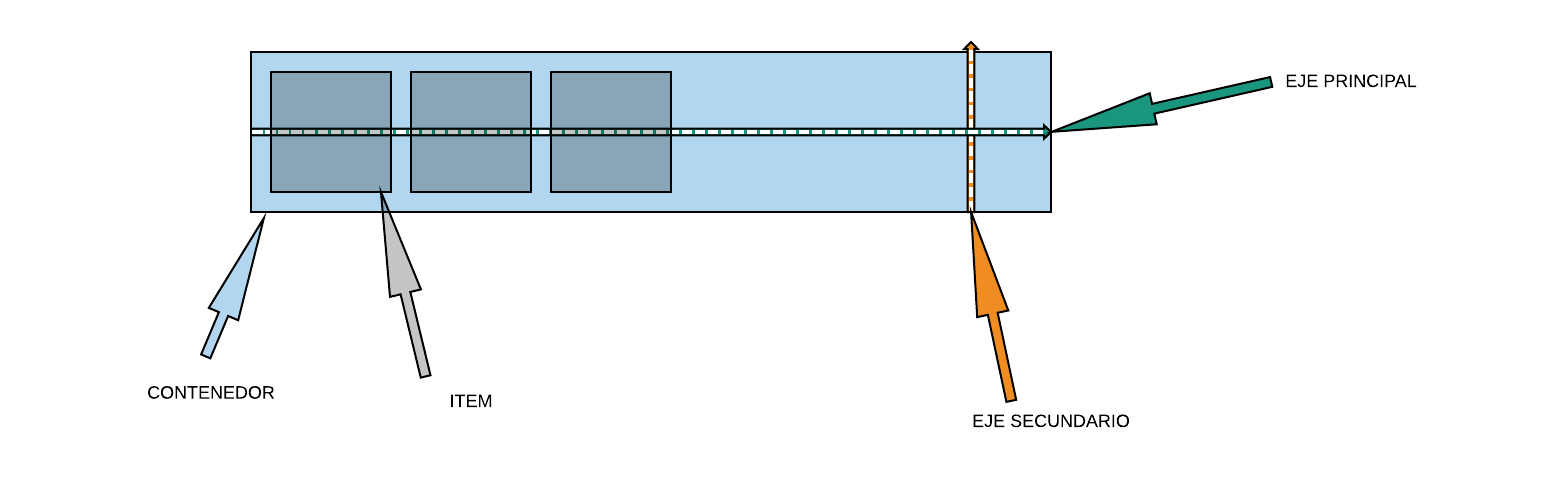 EJE PRINCIPAL
CONTENEDOR
ITEM
EJE SECUNDARIO